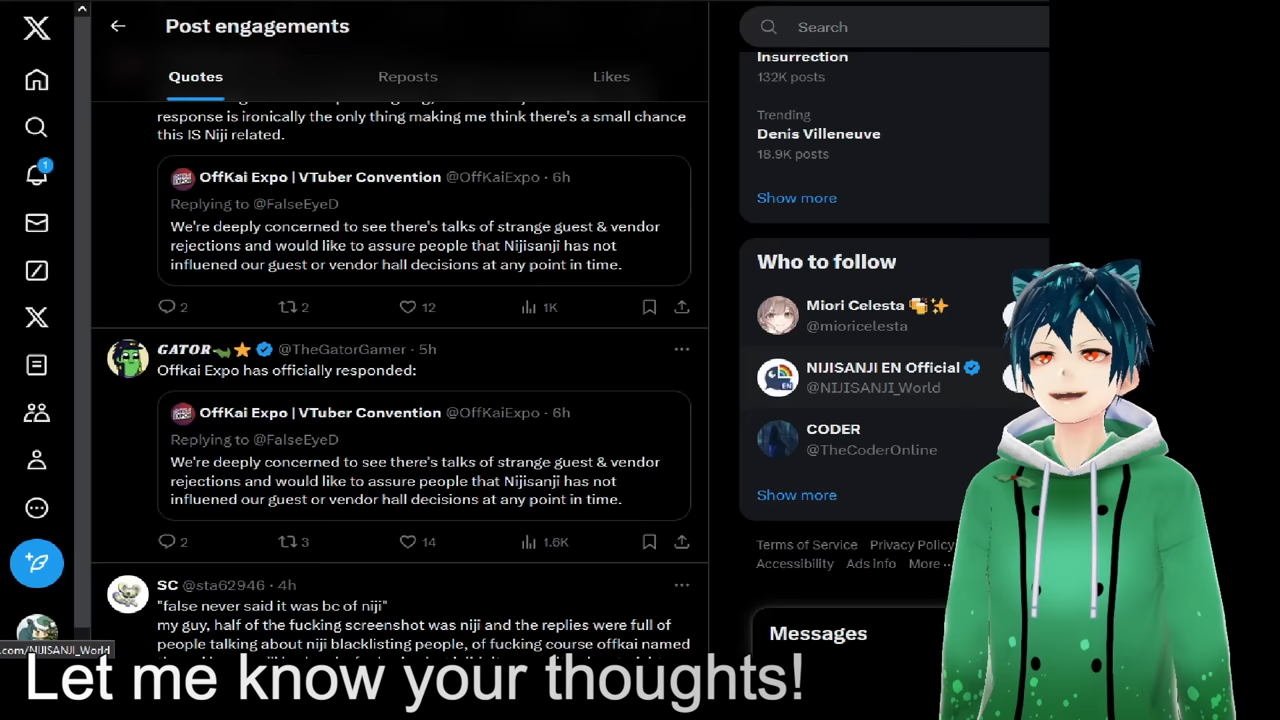 Post engagements
Quotes
Reposts
Likes
response is ironically the only thing making me think there's a small chance
this IS Niji related.
OffKai Expo | VTuber Convention @OffKaiExpo · 6h
Replying to @FalseEyeD
We're deeply concerned to see there's talks of strange guest & vendor
rejections and would like to assure people that Nijisanji has not
influened our guest or vendor hall decisions at any point in time.
2
2
12
1K
GATOR @TheGatorGamer · 5h
Offkai Expo has officially responded:
OffKai Expo | VTuber Convention @OffKaiExpo · 6h
Replying to @FalseEyeD
We're deeply concerned to see there's talks of strange guest & vendor
rejections and would like to assure people that Nijisanji has not
influened our guest or vendor hall decisions at any point in time.
2
3
14
1.6K
SC @sta62946 · 4h
"false never said it was bc of niji"
my guy, half of the fucking screenshot was niji and the replies were full of
people talking about niji blacklisting people, of fucking course offkai named
Search
Insurrection
132K posts
Trending
Denis Villeneuve
18.9K posts
Show more
Who to follow
Miori Celesta
@mioricelesta
NIJISANJI EN Official
@NIJISANJI_World
CODER
@TheCoderOnline
Show more
Terms of Service Privacy Policy
Accessibility Ads Info More ··
Messages
1
.com/NIJISANJI_World
EN
Let me know your thoughts!